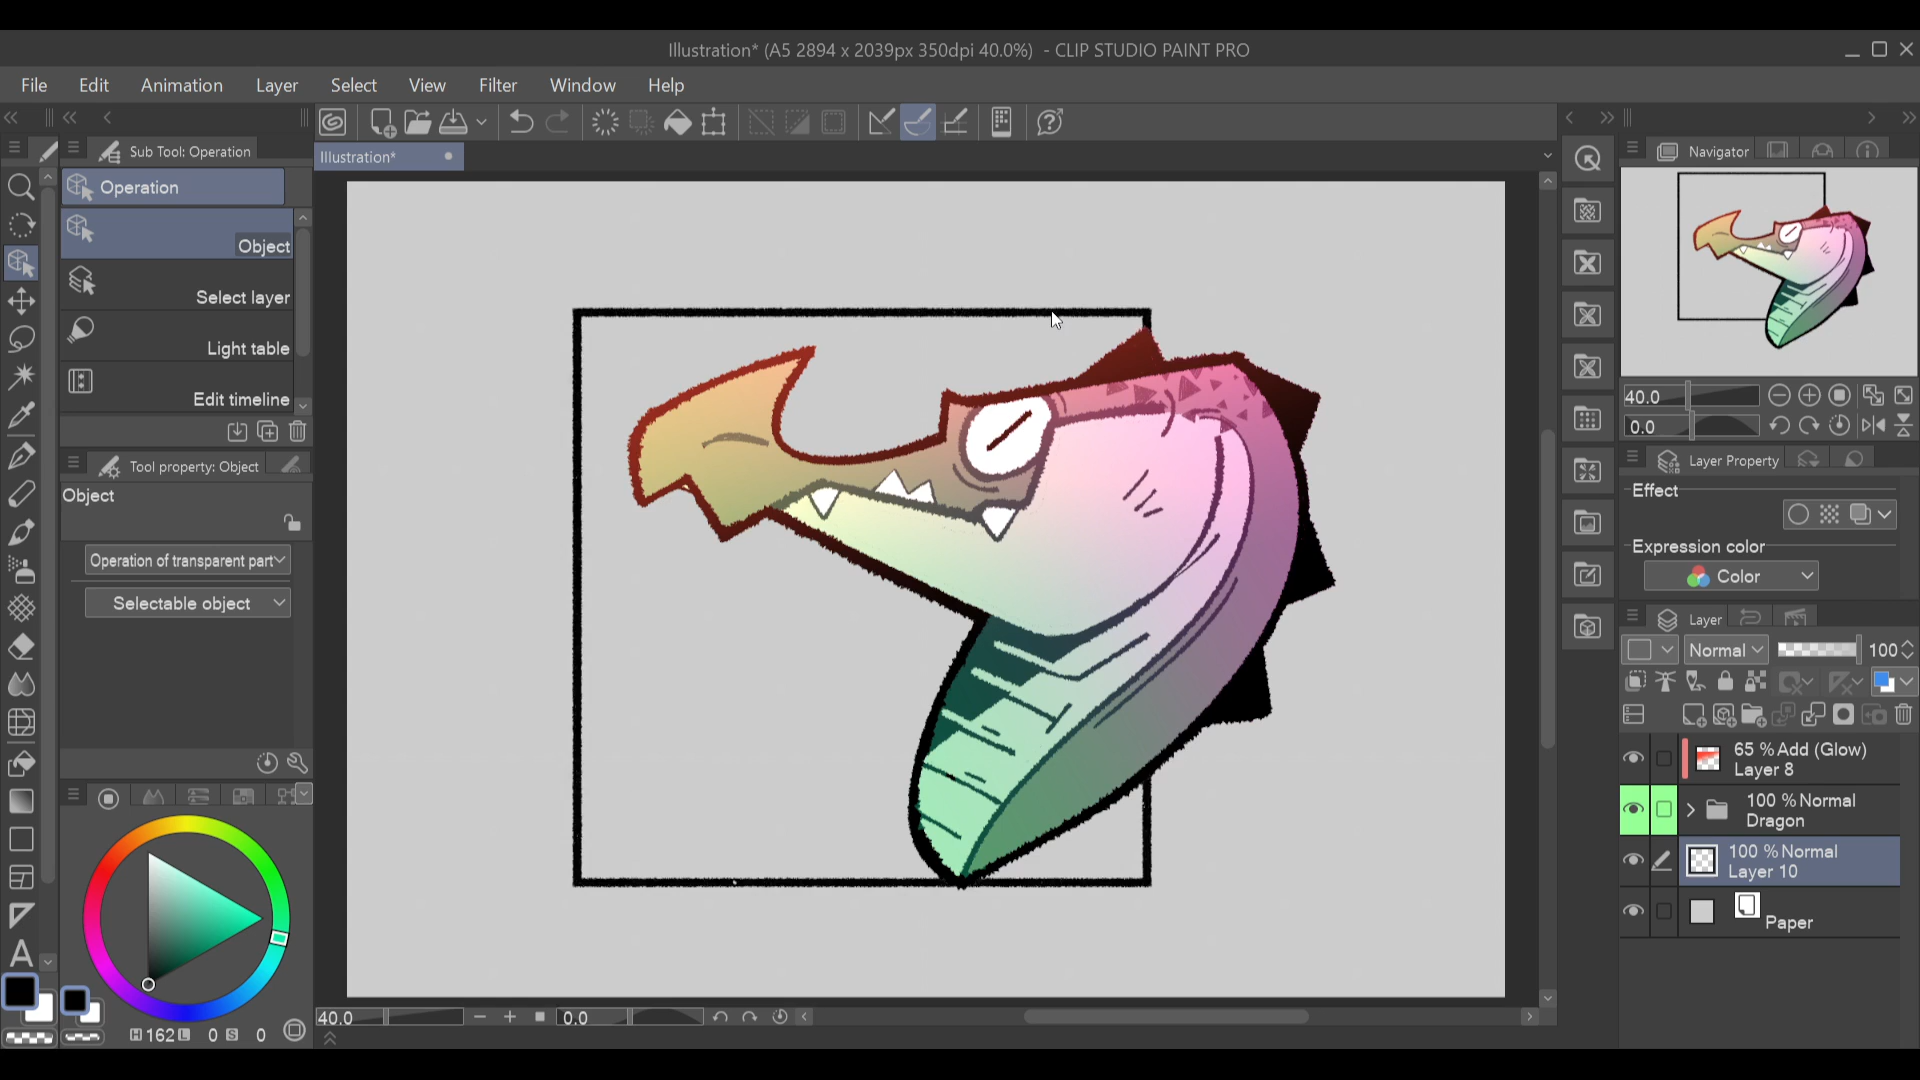 Illustration* (A5 2894 x 2039px 350dpi 40.0%) - CLIP STUDIO PAINT PRO
File Edit Animation Layer Select View Filter Window Help
Sub Tool: Operation
Operation
Object
Select layer
Light table
Edit timeline
Tool property: Object
Object
Operation of transparent part
Selectable object
H 162 L 0 S 0
A
Illustration*
40.0
0.0
Navigator
40.0
0.0
Layer Property
Effect
Expression color
Color
Layer
Normal 100
65 % Add (Glow)
Layer 8
100 % Normal
Dragon
100 % Normal
Layer 10
Paper